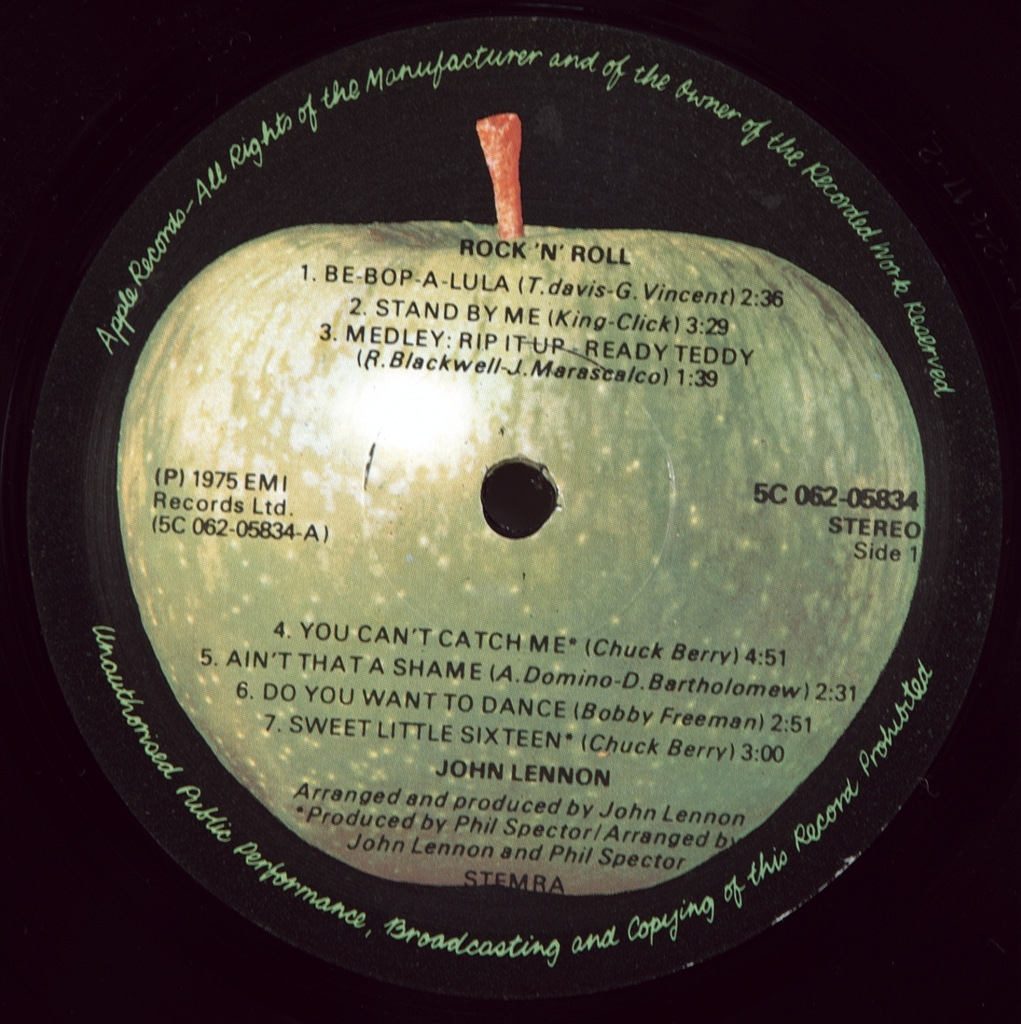 Apple Records-All Rights of the Manufacturer and of the Owner of the Recorded Work Reserved
ROCK 'N' ROLL
1. BE-BOP-A-LULA (T.davis-G.Vincent) 2:36
2. STAND BY ME (King-Click) 3:29
3. MEDLEY: RIP IT UP - READY TEDDY
(R.Blackwell-J.Marascalco) 1:39
(P) 1975 EMI
Records Ltd.
(5C 062-05834-A)
5C 062-05834
STEREO
Side 1
4. YOU CAN'T CATCH ME* (Chuck Berry) 4:51
5. AIN'T THAT A SHAME (A.Domino-D.Bartholomew) 2:31
6. DO YOU WANT TO DANCE (Bobby Freeman) 2:51
7. SWEET LITTLE SIXTEEN* (Chuck Berry) 3:00
JOHN LENNON
Arranged and produced by John Lennon
*Produced by Phil Spector/Arranged by
John Lennon and Phil Spector
STEMRA
Unauthorised Public Performance, Broadcasting and Copying of this Record Prohibited